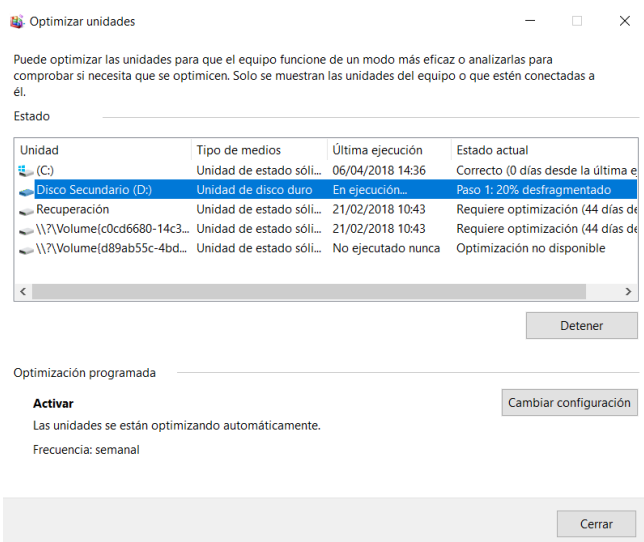 Optimizar unidades
Puede optimizar las unidades para que el equipo funcione de un modo más eficaz o analizarlas para
comprobar si necesita que se optimicen. Solo se muestran las unidades del equipo o que estén conectadas a
él.
Estado
Unidad Tipo de medios Última ejecución Estado actual
(C:) Unidad de estado sóli... 06/04/2018 14:36 Correcto (0 días desde la última e
Disco Secundario (D:) Unidad de disco duro En ejecución... Paso 1: 20% desfragmentado
Recuperación Unidad de estado sóli... 21/02/2018 10:43 Requiere optimización (44 días de
\\?\Volume{c0cd6680-14c3... Unidad de estado sóli... 21/02/2018 10:43 Requiere optimización (44 días de
\\?\Volume{d89ab55c-4bd... Unidad de estado sóli... No ejecutado nunca Optimización no disponible
Detener
Optimización programada
Activar
Cambiar configuración
Las unidades se están optimizando automáticamente.
Frecuencia: semanal
Cerrar